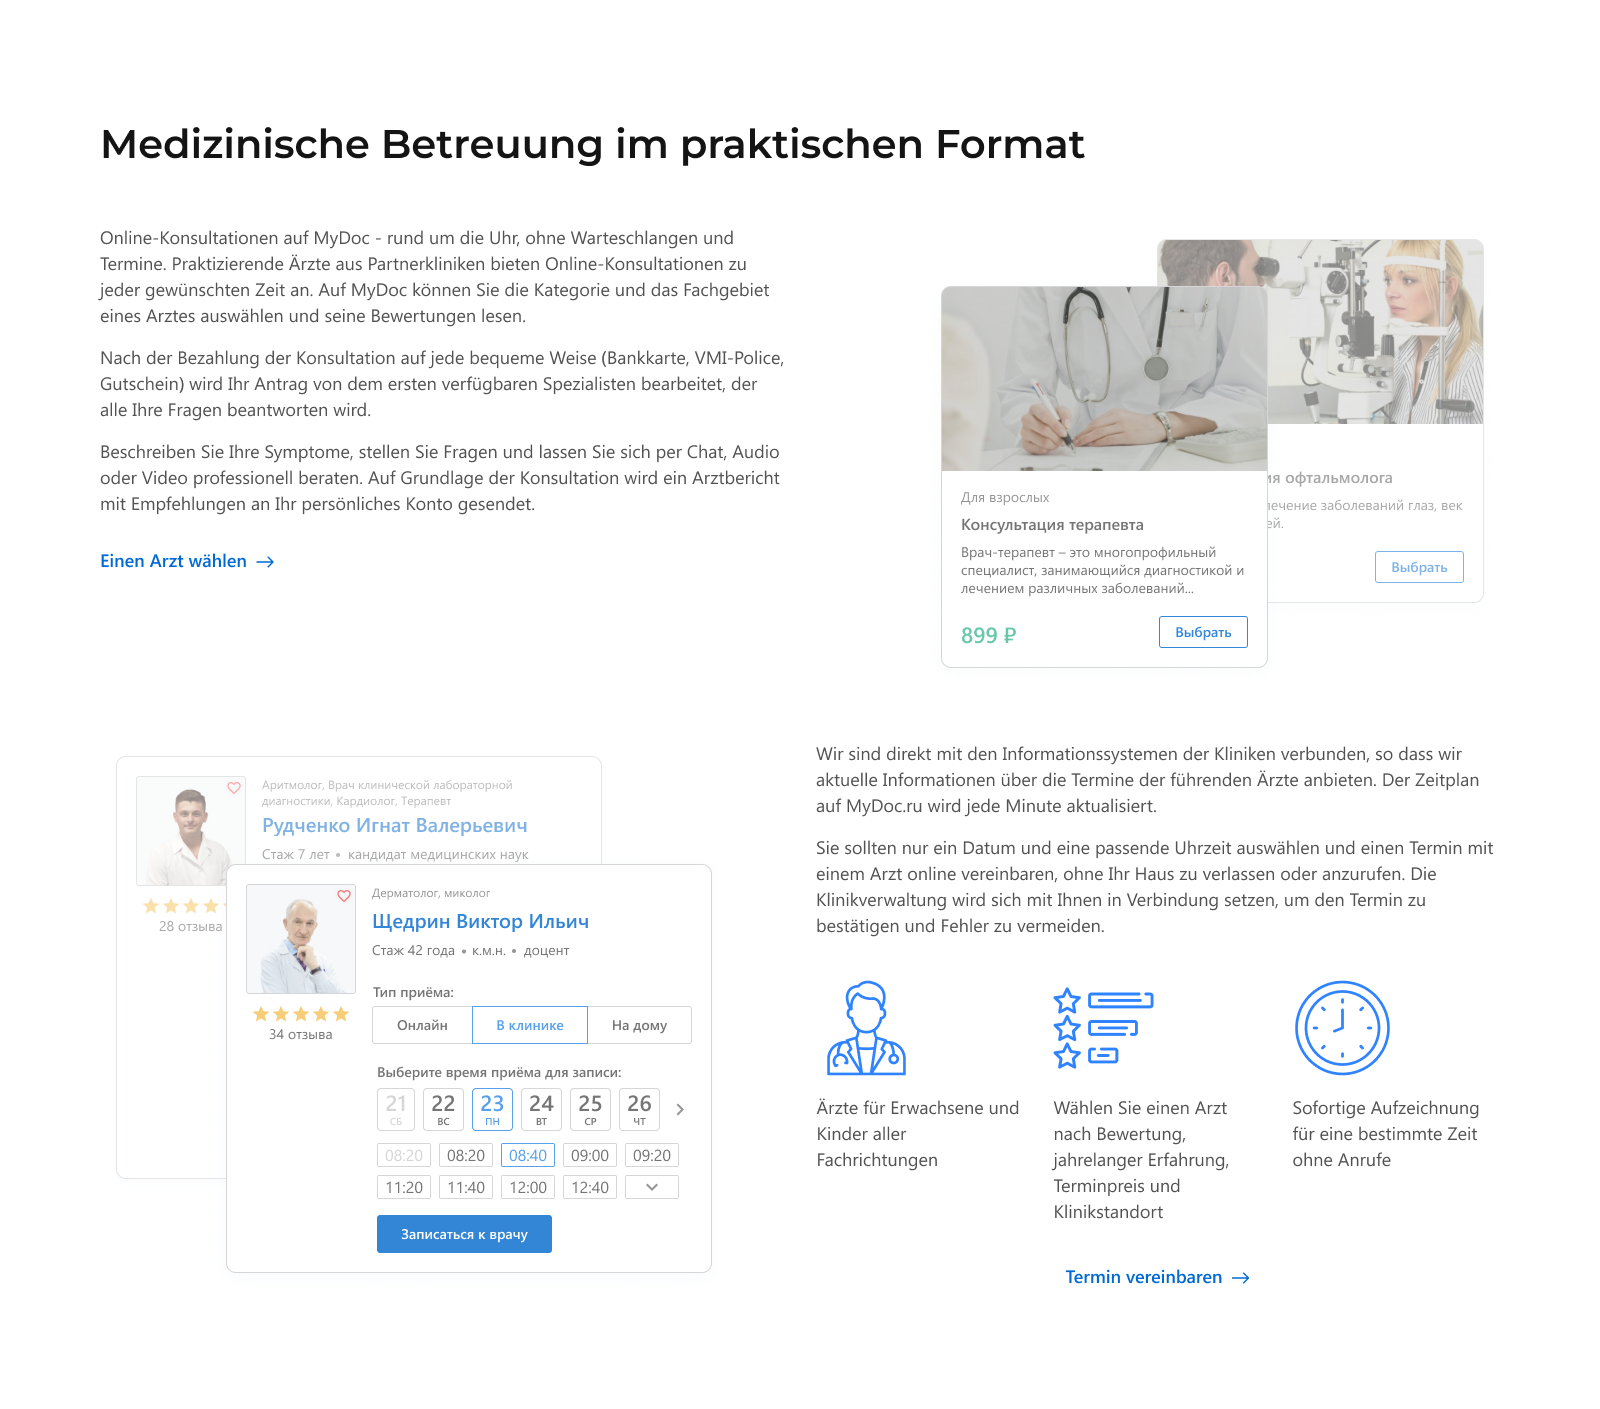 Medizinische Betreuung im praktischen Format
Online-Konsultationen auf MyDoc - rund um die Uhr, ohne Warteschlangen und
Termine. Praktizierende Ärzte aus Partnerkliniken bieten Online-Konsultationen zu
jeder gewünschten Zeit an. Auf MyDoc können Sie die Kategorie und das Fachgebiet
eines Arztes auswählen und seine Bewertungen lesen.
Nach der Bezahlung der Konsultation auf jede bequeme Weise (Bankkarte, VMI-Police,
Gutschein) wird Ihr Antrag von dem ersten verfügbaren Spezialisten bearbeitet, der
alle Ihre Fragen beantworten wird.
Beschreiben Sie Ihre Symptome, stellen Sie Fragen und lassen Sie sich per Chat, Audio
oder Video professionell beraten. Auf Grundlage der Konsultation wird ein Arztbericht
mit Empfehlungen an Ihr persönliches Konto gesendet.
Einen Arzt wählen →
Для взрослых
Консультация терапевта
Врач-терапевт – это многопрофильный
специалист, занимающийся диагностикой и
лечением различных заболеваний...
899 ₽
Выбрать
офтальмолога
заболеваний глаз, век
Выбрать
Аритмолог, Врач клинической лабораторной
диагностики, Кардиолог, Терапевт
Рудченко Игнат Валерьевич
Стаж 7 лет • кандидат медицинских наук
28 отзыва
Дерматолог, миколог
Щедрин Виктор Ильич
Стаж 42 года • к.м.н. • доцент
34 отзыва
Тип приёма:
Онлайн В клинике На дому
Выберите время приёма для записи:
21 22 23 24 25 26
СБ ВС ПН ВТ СР ЧТ
08:20 08:20 08:40 09:00 09:20
11:20 11:40 12:00 12:40
Записаться к врачу
Wir sind direkt mit den Informationssystemen der Kliniken verbunden, so dass wir
aktuelle Informationen über die Termine der führenden Ärzte anbieten. Der Zeitplan
auf MyDoc.ru wird jede Minute aktualisiert.
Sie sollten nur ein Datum und eine passende Uhrzeit auswählen und einen Termin mit
einem Arzt online vereinbaren, ohne Ihr Haus zu verlassen oder anzurufen. Die
Klinikverwaltung wird sich mit Ihnen in Verbindung setzen, um den Termin zu
bestätigen und Fehler zu vermeiden.
Ärzte für Erwachsene und
Kinder aller
Fachrichtungen
Wählen Sie einen Arzt
nach Bewertung,
jahrelanger Erfahrung,
Terminpreis und
Klinikstandort
Sofortige Aufzeichnung
für eine bestimmte Zeit
ohne Anrufe
Termin vereinbaren →